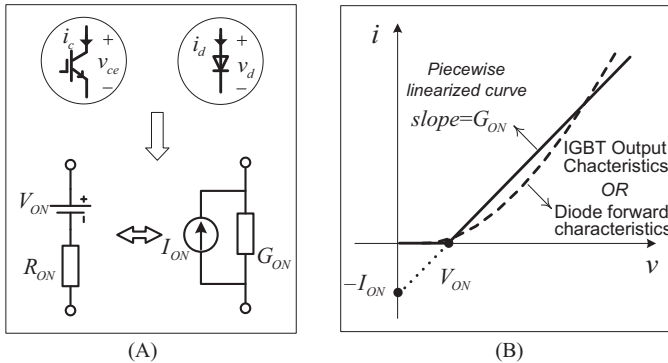 (A)
i_c
+
v_ce
−
i_d
+
v_d
−
V_ON
+
-
R_ON
I_ON
G_ON
(B)
i
Piecewise
linearized curve
slope=G_ON
IGBT Output
Chacteristics
OR
Diode forward
characteristics
V_ON
v
−I_ON